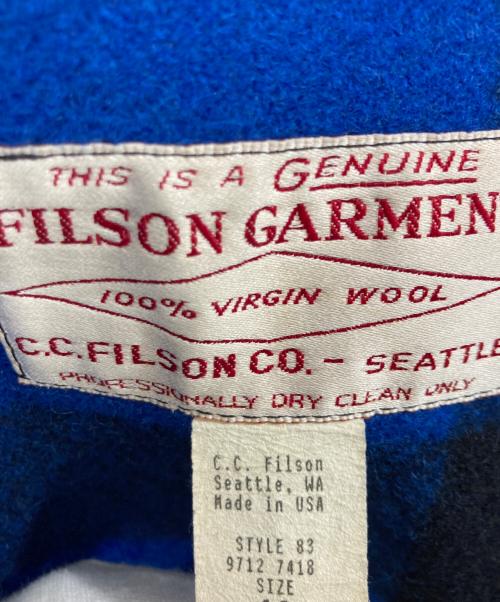 THIS IS A GENUINE
FILSON GARMEN
100% VIRGIN WOOL
C.C. FILSON CO. - SEATTLE
PROFESSIONALLY DRY CLEAN ONLY
C.C. Filson
Seattle, WA
Made in USA
STYLE 83
9712 7418
SIZE